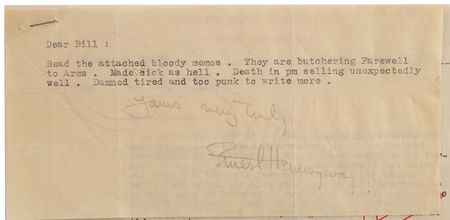 Dear Bill :
Read the attached bloody memos . They are butchering Farewell
to Arms . Made sick as hell . Death in pm selling unexpectedly
well . Damned tired and too punk to write more .
Yours very truly
Ernest Hemingway